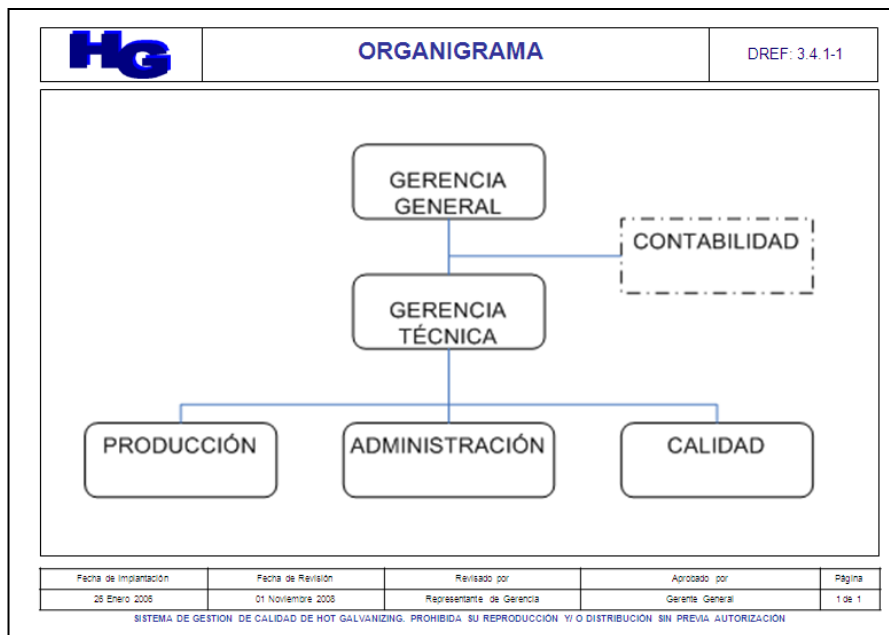 HG
ORGANIGRAMA
DREF: 3.4.1-1
GERENCIA
GENERAL
CONTABILIDAD
GERENCIA
TÉCNICA
PRODUCCIÓN
ADMINISTRACIÓN
CALIDAD
Fecha de Implantación
Fecha de Revisión
Revisado por
Aprobado por
Página
26 Enero 2006
01 Noviembre 2008
Representante de Gerencia
Gerente General
1 de 1
SISTEMA DE GESTION DE CALIDAD DE HOT GALVANIZING. PROHIBIDA SU REPRODUCCIÓN Y/ O DISTRIBUCIÓN SIN PREVIA AUTORIZACIÓN